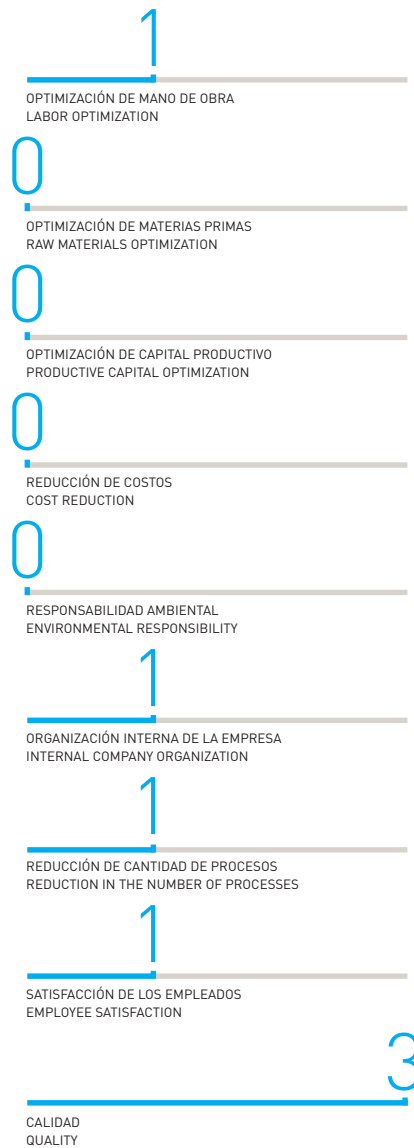 1
OPTIMIZACIÓN DE MANO DE OBRA
LABOR OPTIMIZATION
0
OPTIMIZACIÓN DE MATERIAS PRIMAS
RAW MATERIALS OPTIMIZATION
0
OPTIMIZACIÓN DE CAPITAL PRODUCTIVO
PRODUCTIVE CAPITAL OPTIMIZATION
0
REDUCCIÓN DE COSTOS
COST REDUCTION
0
RESPONSABILIDAD AMBIENTAL
ENVIRONMENTAL RESPONSIBILITY
1
ORGANIZACIÓN INTERNA DE LA EMPRESA
INTERNAL COMPANY ORGANIZATION
1
REDUCCIÓN DE CANTIDAD DE PROCESOS
REDUCTION IN THE NUMBER OF PROCESSES
1
SATISFACCIÓN DE LOS EMPLEADOS
EMPLOYEE SATISFACTION
3
CALIDAD
QUALITY